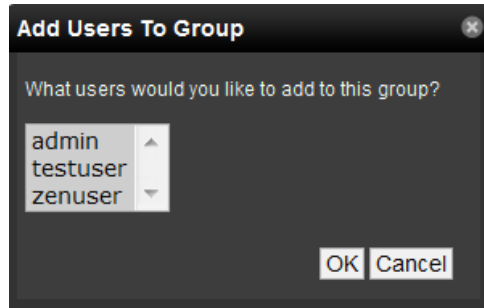 Add Users To Group
What users would you like to add to this group?
admin
testuser
zenuser
OK Cancel